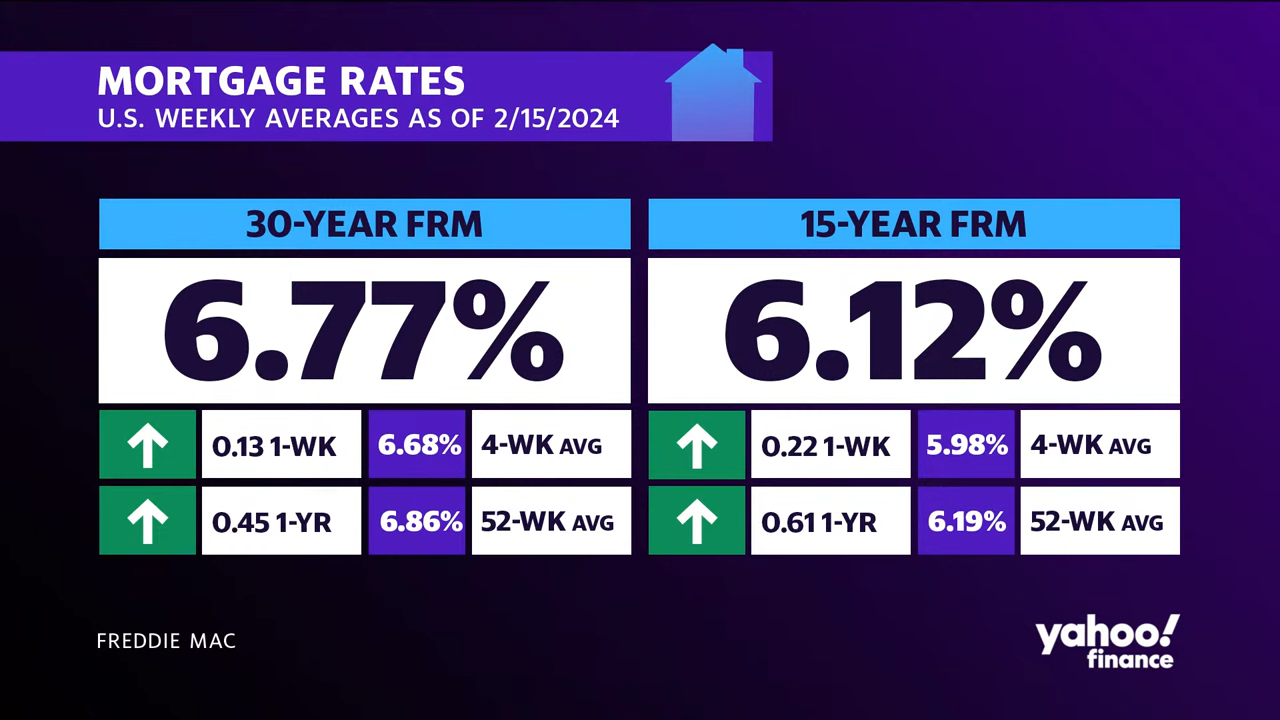 MORTGAGE RATES
U.S. WEEKLY AVERAGES AS OF 2/15/2024
30-YEAR FRM
6.77%
0.13 1-WK 6.68% 4-WK AVG
0.45 1-YR 6.86% 52-WK AVG
15-YEAR FRM
6.12%
0.22 1-WK 5.98% 4-WK AVG
0.61 1-YR 6.19% 52-WK AVG
FREDDIE MAC
yahoo!
finance